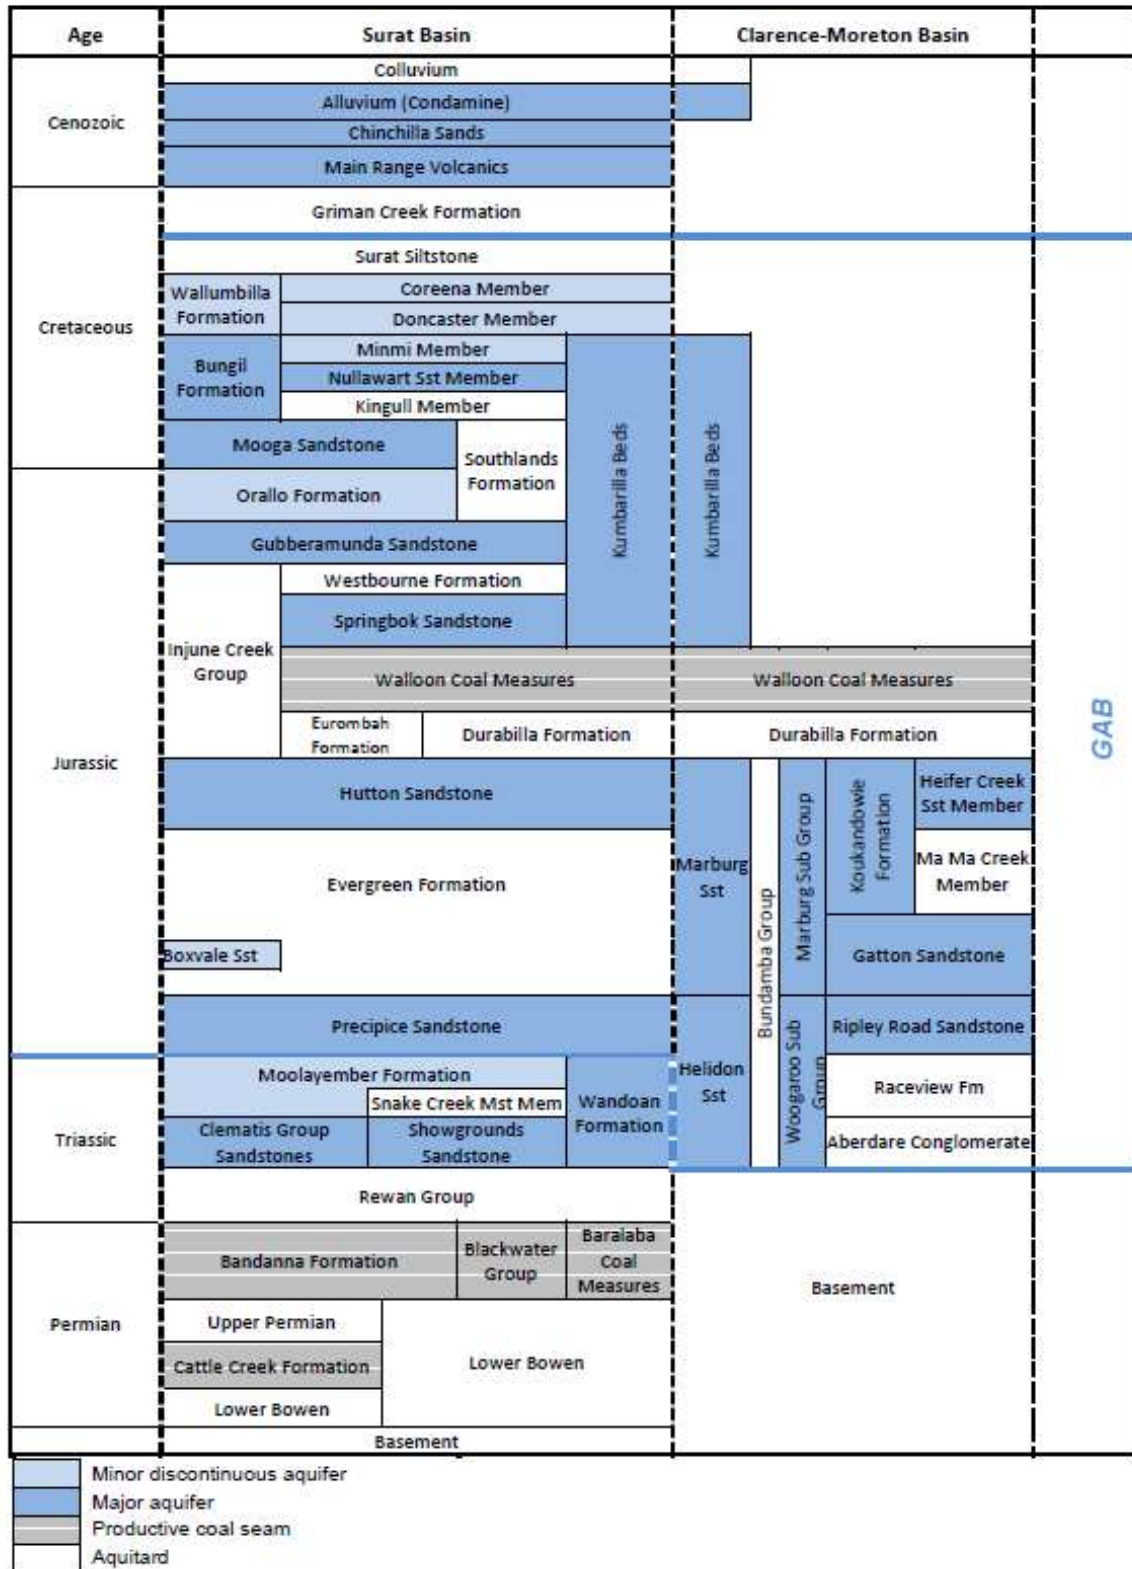 Age
Surat Basin
Clarence-Moreton Basin
Cenozoic
Colluvium
Alluvium (Condamine)
Chinchilla Sands
Main Range Volcanics
Cretaceous
Griman Creek Formation
Surat Siltstone
Wallumbilla
Formation
Coreena Member
Doncaster Member
Bungil
Formation
Minmi Member
Nullawart Sst Member
Kingull Member
Kumbarilla Beds
Kumbarilla Beds
Mooga Sandstone
Southlands
Formation
Jurassic
Orallo Formation
Gubberamunda Sandstone
Injune Creek
Group
Westbourne Formation
Springbok Sandstone
Walloon Coal Measures
Walloon Coal Measures
Eurombah
Formation
Durabilla Formation
Durabilla Formation
GAB
Hutton Sandstone
Evergreen Formation
Boxvale Sst
Precipice Sandstone
Marburg
Sst
Bundamba Group
Marburg Sub Group
Koukandowie
Formation
Heifer Creek
Sst Member
Ma Ma Creek
Member
Gatton Sandstone
Helidon
Sst
Woogaroo Sub
Group
Ripley Road Sandstone
Raceview Fm
Aberdare Conglomerate
Triassic
Moolayember Formation
Snake Creek Mst Mem
Wandoan
Formation
Clematis Group
Sandstones
Showgrounds
Sandstone
Rewan Group
Permian
Bandanna Formation
Blackwater
Group
Baralaba
Coal
Measures
Upper Permian
Cattle Creek Formation
Lower Bowen
Lower Bowen
Basement
Basement
Minor discontinuous aquifer
Major aquifer
Productive coal seam
Aquitard